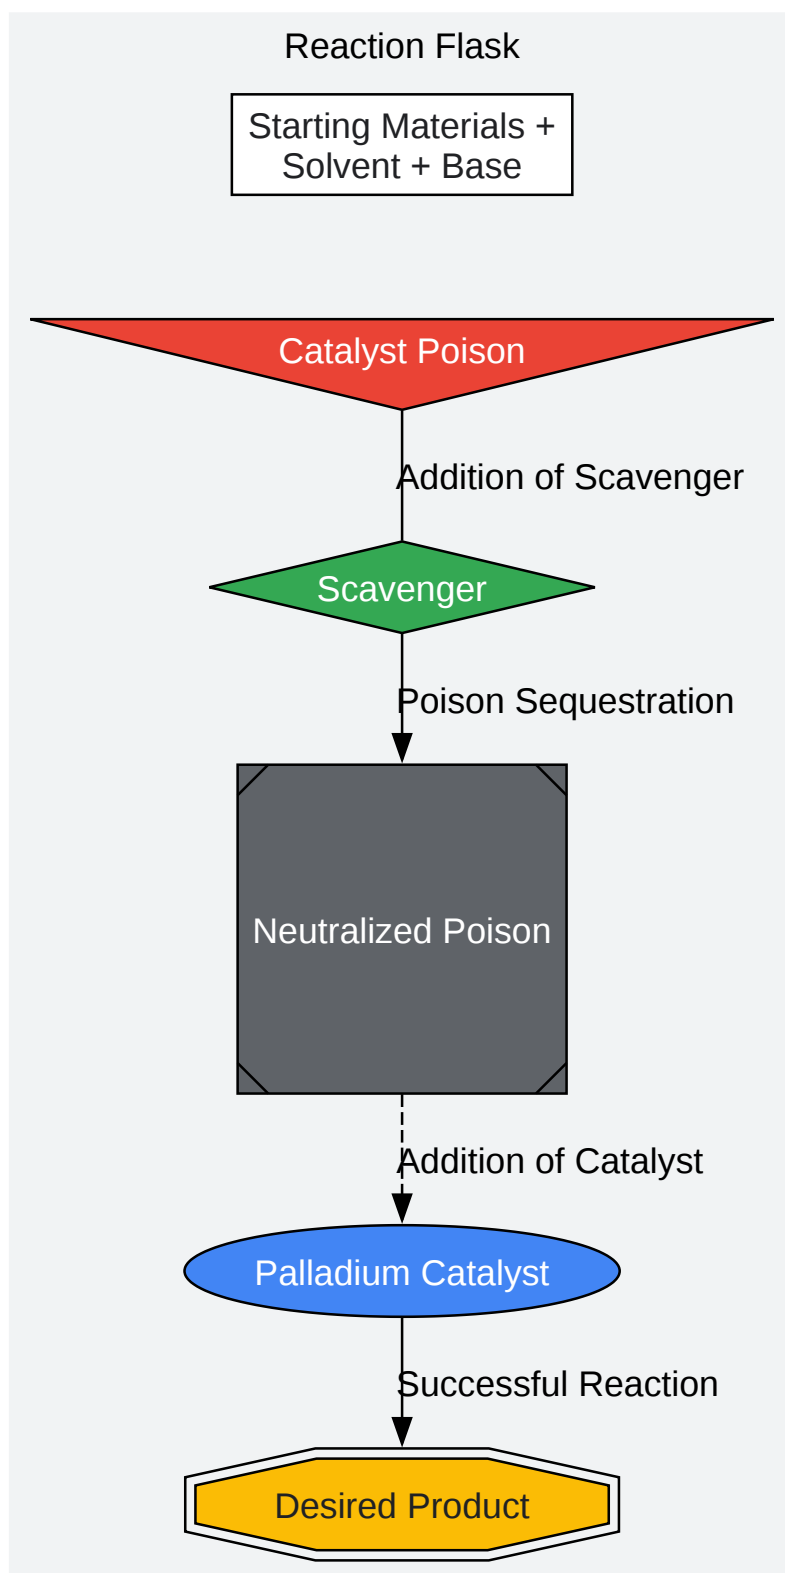 Reaction Flask
Starting Materials +
Solvent + Base
Catalyst Poison
Addition of Scavenger
Scavenger
Poison Sequestration
Neutralized Poison
Addition of Catalyst
Palladium Catalyst
Successful Reaction
Desired Product